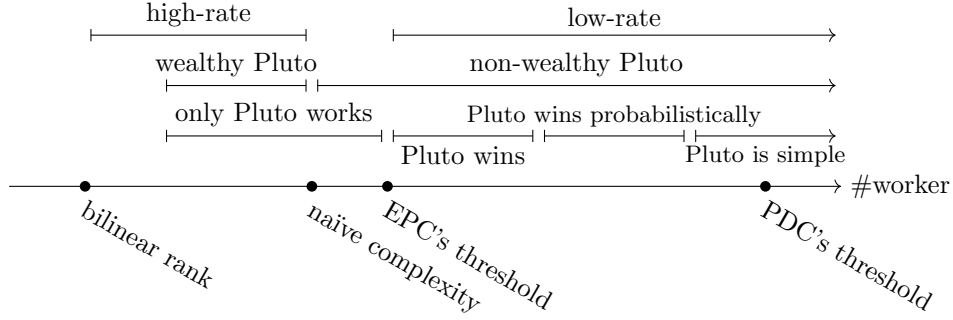 high-rate
low-rate
wealthy Pluto
non-wealthy Pluto
only Pluto works
Pluto wins probabilistically
Pluto wins
Pluto is simple
#worker
bilinear rank
naïve complexity
EPC's threshold
PDC's threshold